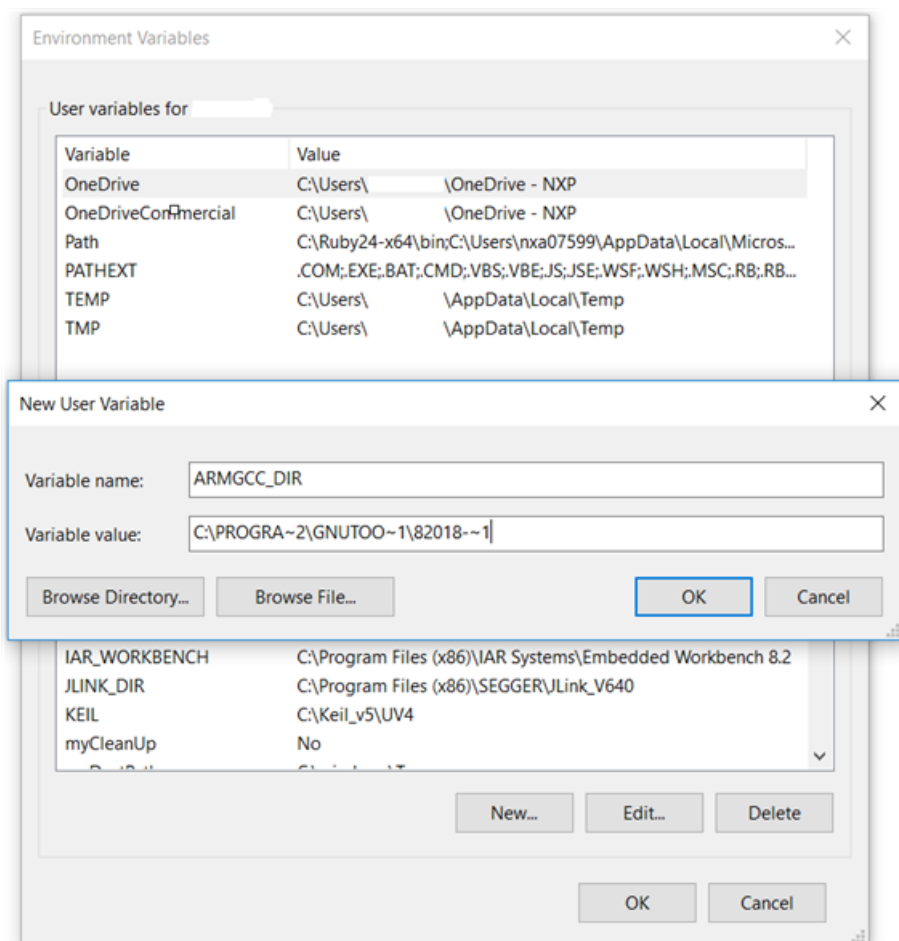 Environment Variables
User variables for
Variable Value
OneDrive C:\Users\ \OneDrive - NXP
OneDriveCommercial C:\Users\ \OneDrive - NXP
Path C:\Ruby24-x64\bin;C:\Users\nxa07599\AppData\Local\Micros...
PATHEXT .COM;.EXE;.BAT;.CMD;.VBS;.VBE;.JS;.JSE;.WSF;.WSH;.MSC;.RB;.RB...
TEMP C:\Users\ \AppData\Local\Temp
TMP C:\Users\ \AppData\Local\Temp
New User Variable
Variable name: ARMGCC_DIR
Variable value: C:\PROGRA~2\GNUTOO~1\82018-~1
Browse Directory... Browse File... OK Cancel
IAR_WORKBENCH C:\Program Files (x86)\IAR Systems\Embedded Workbench 8.2
JLINK_DIR C:\Program Files (x86)\SEGGER\JLink_V640
KEIL C:\Keil_v5\UV4
myCleanUp No
New... Edit... Delete
OK Cancel